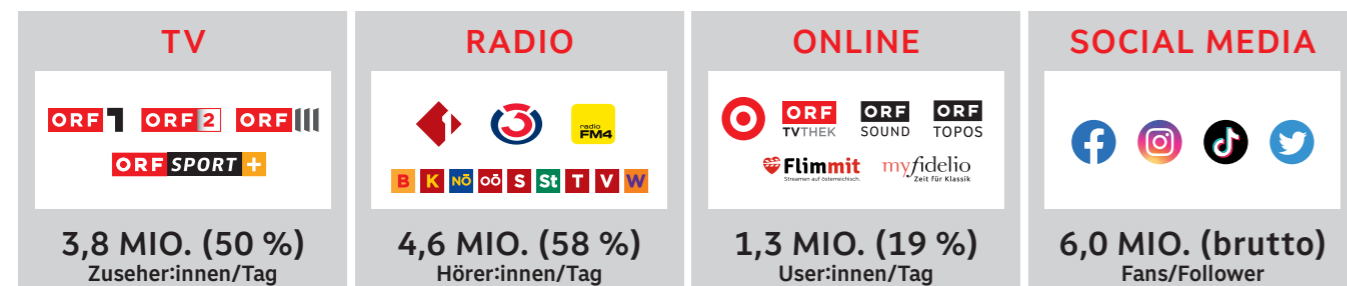 TV
ORF 1 ORF 2 ORF III
ORF SPORT +
3,8 MIO. (50 %)
Zuseher:innen/Tag
RADIO
1 Ö3 radio FM4
B K NÖ OÖ S St T V W
4,6 MIO. (58 %)
Hörer:innen/Tag
ONLINE
ORF TVTHEK ORF SOUND ORF TOPOS
Flimmit myfidelio
Streamen auf österreichisch. Zeit für Klassik
1,3 MIO. (19 %)
User:innen/Tag
SOCIAL MEDIA
6,0 MIO. (brutto)
Fans/Follower